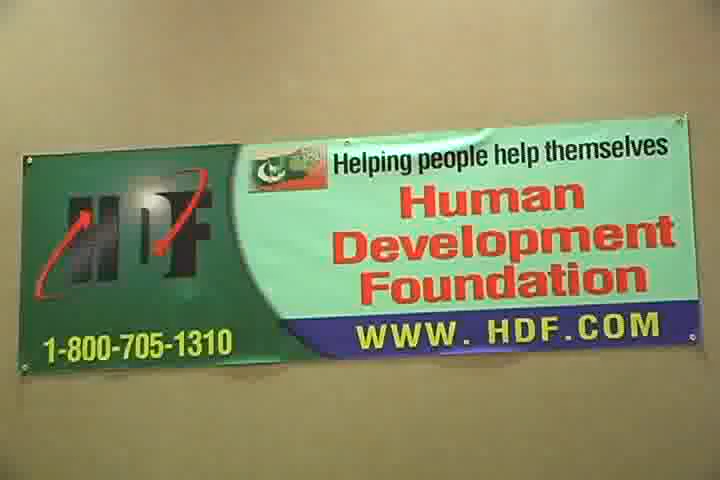 HDF
1-800-705-1310
Helping people help themselves
Human
Development
Foundation
WWW. HDF.COM